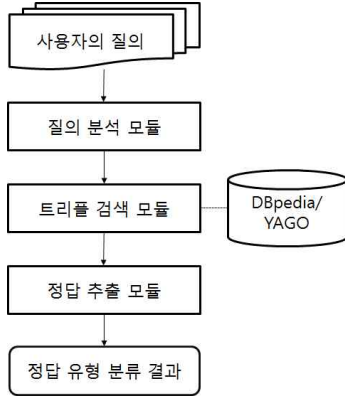 사용자의 질의
질의 분석 모듈
트리플 검색 모듈
DBpedia/
YAGO
정답 추출 모듈
정답 유형 분류 결과